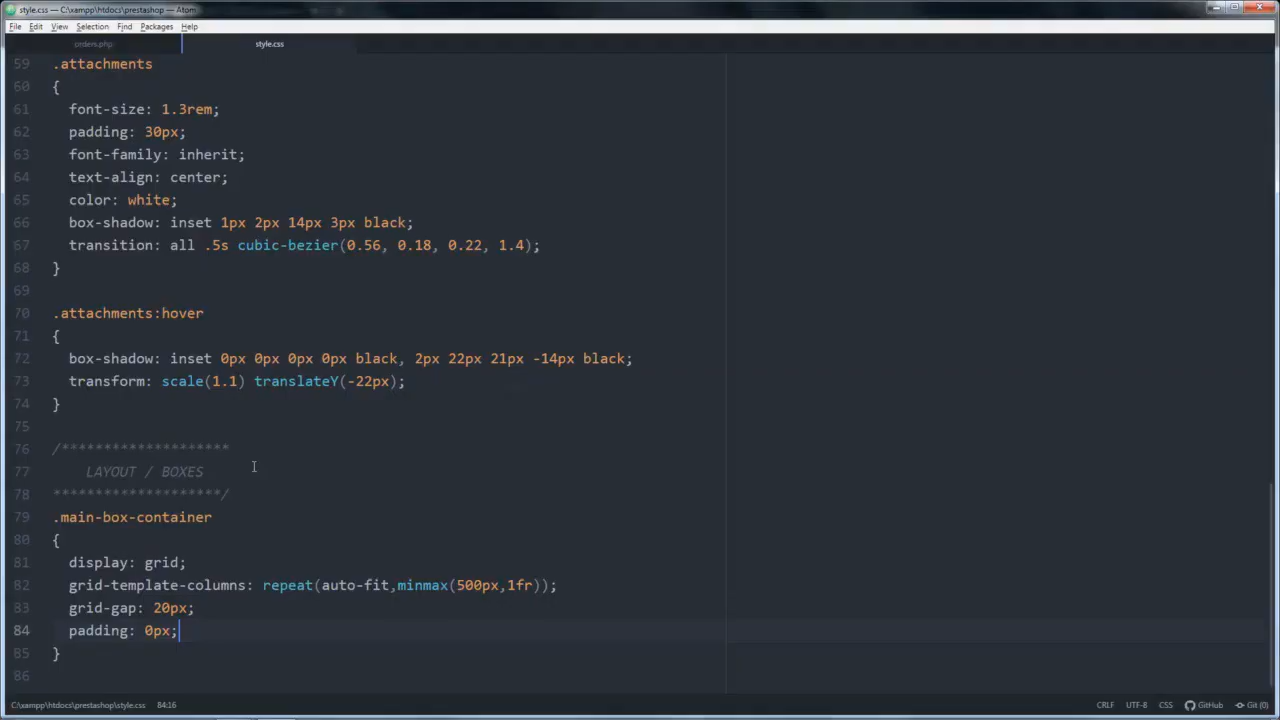 style.css — C:\xampp\htdocs\prestashop — Atom
File Edit View Selection Find Packages Help
orders.php style.css
59 .attachments
60 {
61 font-size: 1.3rem;
62 padding: 30px;
63 font-family: inherit;
64 text-align: center;
65 color: white;
66 box-shadow: inset 1px 2px 14px 3px black;
67 transition: all .5s cubic-bezier(0.56, 0.18, 0.22, 1.4);
68 }
69
70 .attachments:hover
71 {
72 box-shadow: inset 0px 0px 0px 0px black, 2px 22px 21px -14px black;
73 transform: scale(1.1) translateY(-22px);
74 }
75
76 /********************
77 LAYOUT / BOXES
78 ********************/
79 .main-box-container
80 {
81 display: grid;
82 grid-template-columns: repeat(auto-fit,minmax(500px,1fr));
83 grid-gap: 20px;
84 padding: 0px;
85 }
86
C:\xampp\htdocs\prestashop\style.css 84:16 CRLF UTF-8 CSS GitHub Git (0)